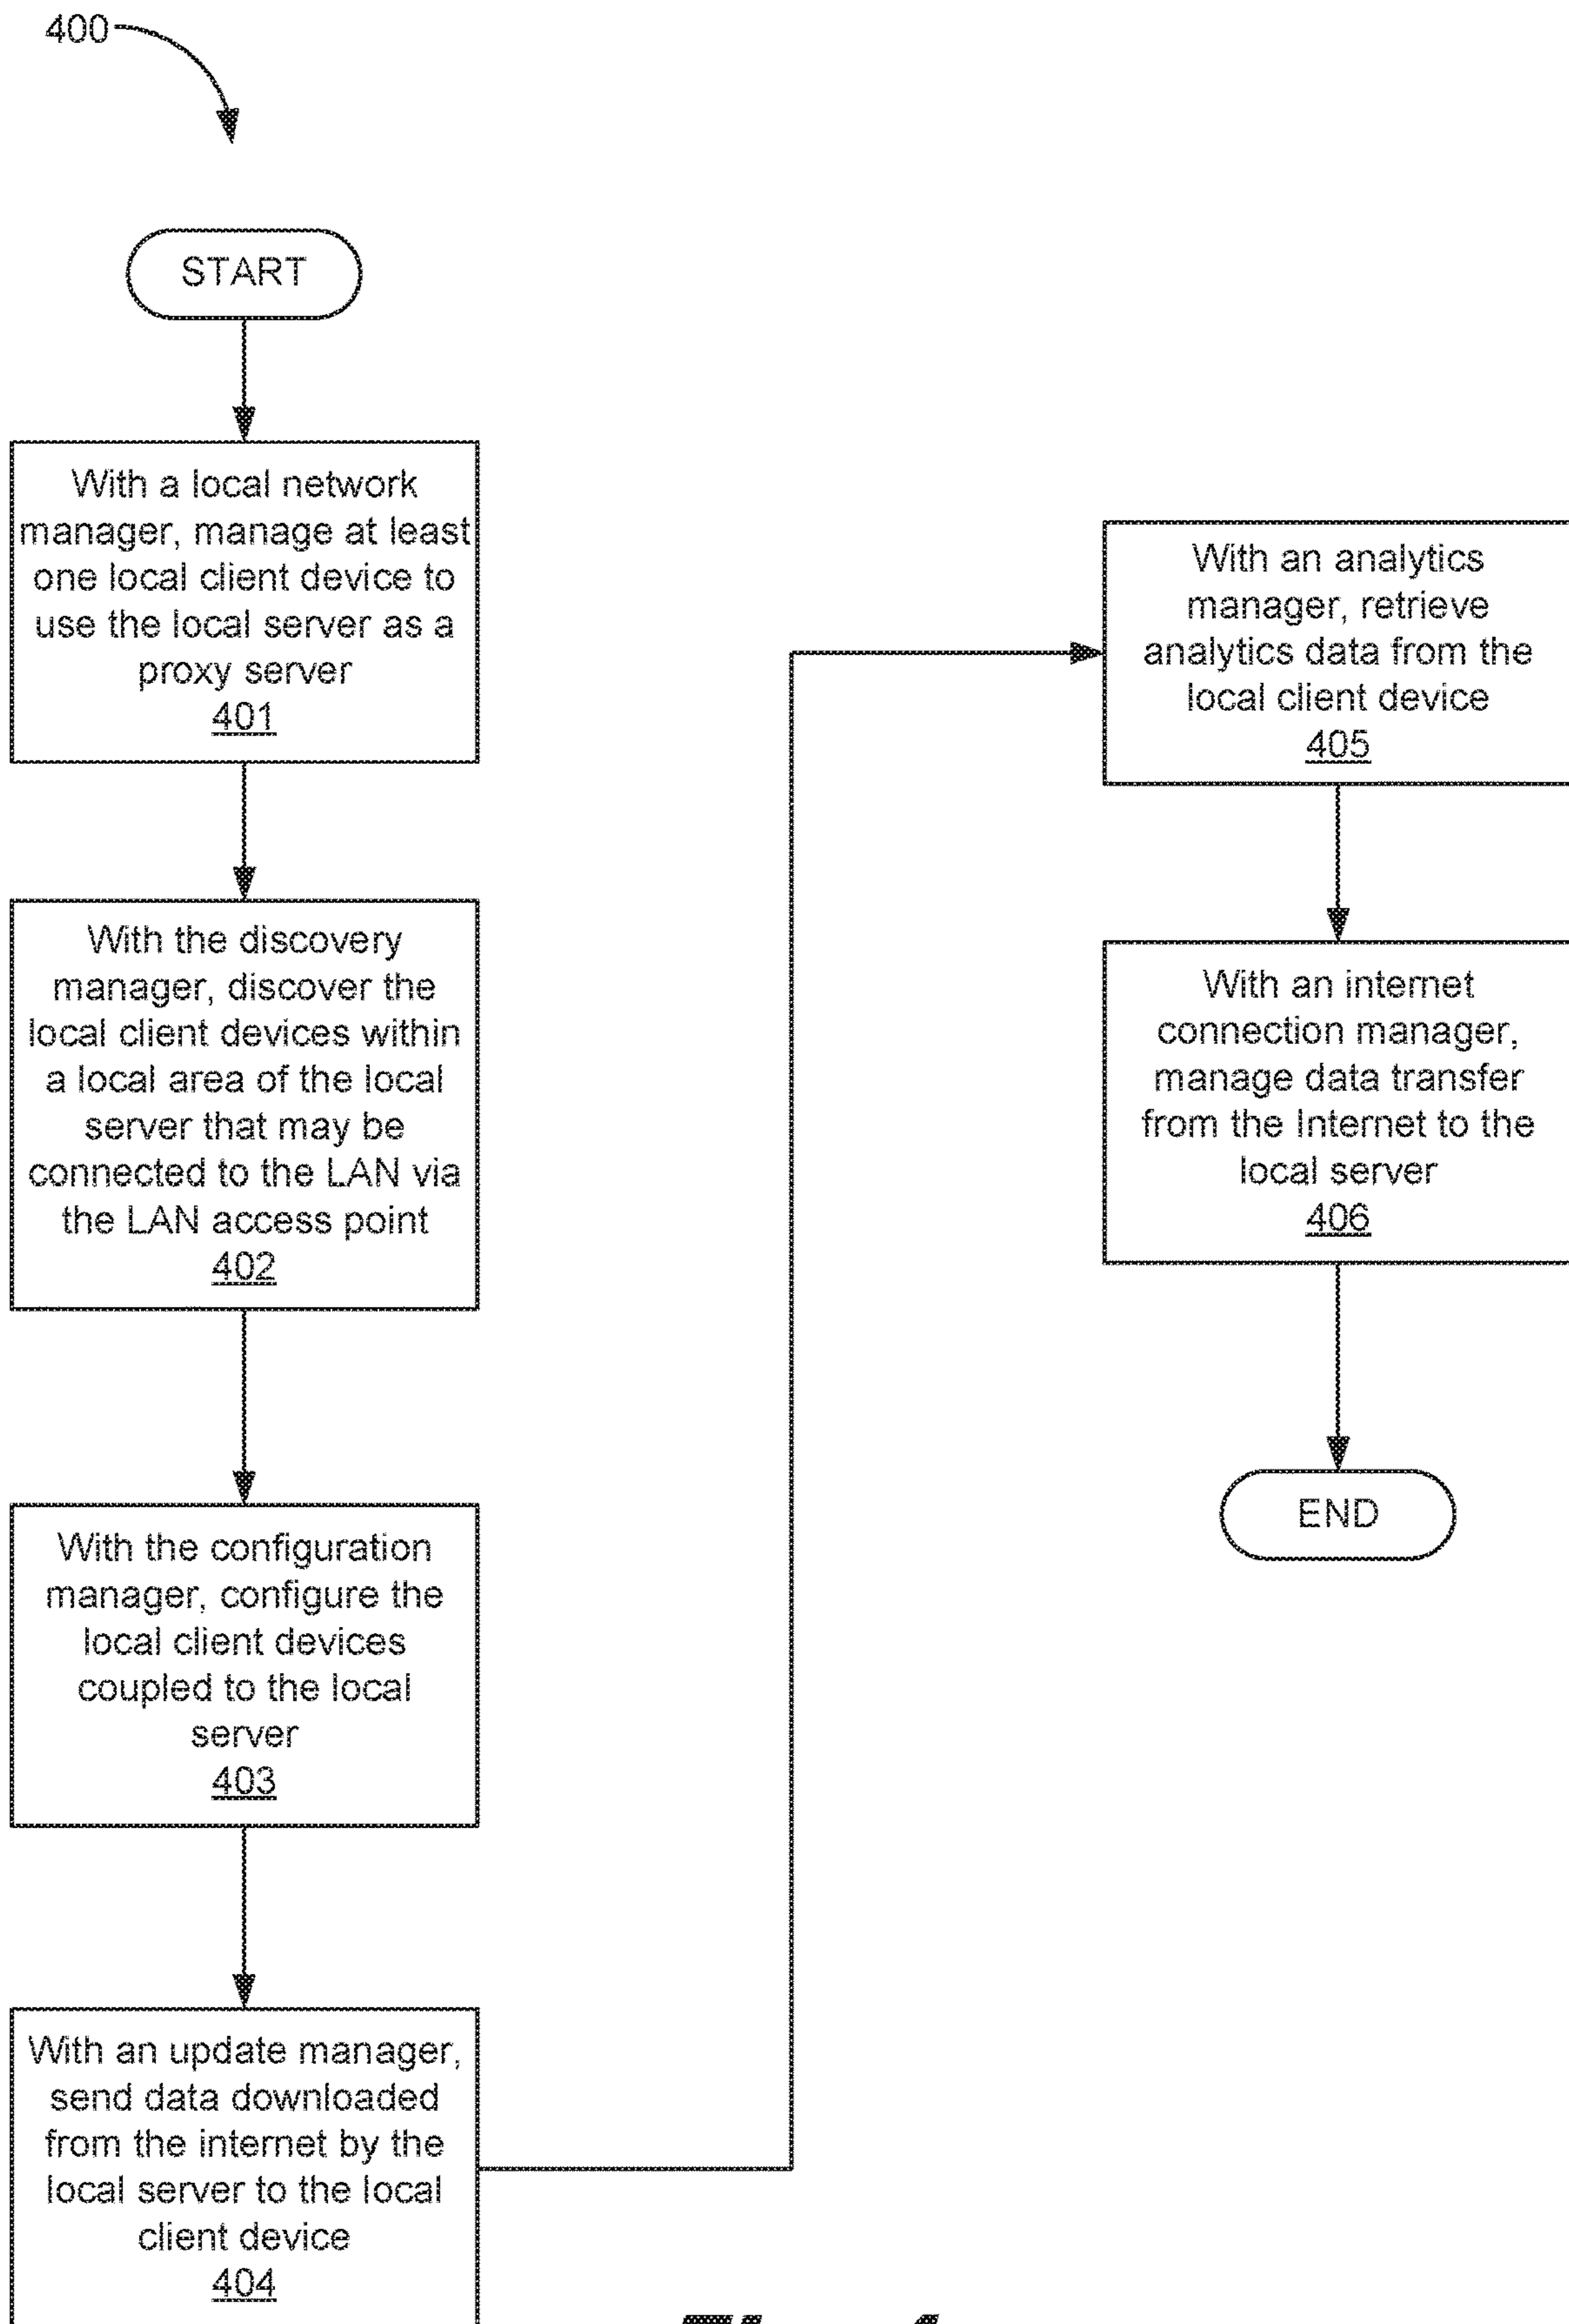 400
START
With a local network
manager, manage at least
one local client device to
use the local server as a
proxy server
401
With the discovery
manager, discover the
local client devices within
a local area of the local
server that may be
connected to the LAN via
the LAN access point
402
With the configuration
manager, configure the
local client devices
coupled to the local
server
403
With an update manager,
send data downloaded
from the internet by the
local server to the local
client device
404
With an analytics
manager, retrieve
analytics data from the
local client device
405
With an internet
connection manager,
manage data transfer
from the Internet to the
local server
406
END